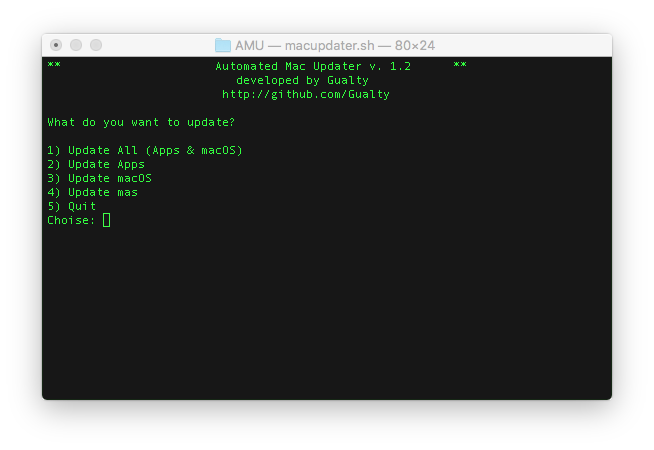 AMU — macupdater.sh — 80×24
** Automated Mac Updater v. 1.2 **
developed by Gualty
http://github.com/Gualty
What do you want to update?
1) Update All (Apps & macOS)
2) Update Apps
3) Update macOS
4) Update mas
5) Quit
Choise: